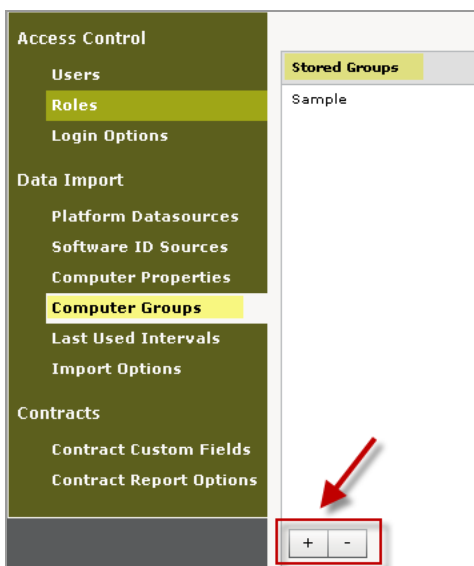 Access Control
Users
Roles
Login Options
Data Import
Platform Datasources
Software ID Sources
Computer Properties
Computer Groups
Last Used Intervals
Import Options
Contracts
Contract Custom Fields
Contract Report Options
Stored Groups
Sample
+ -